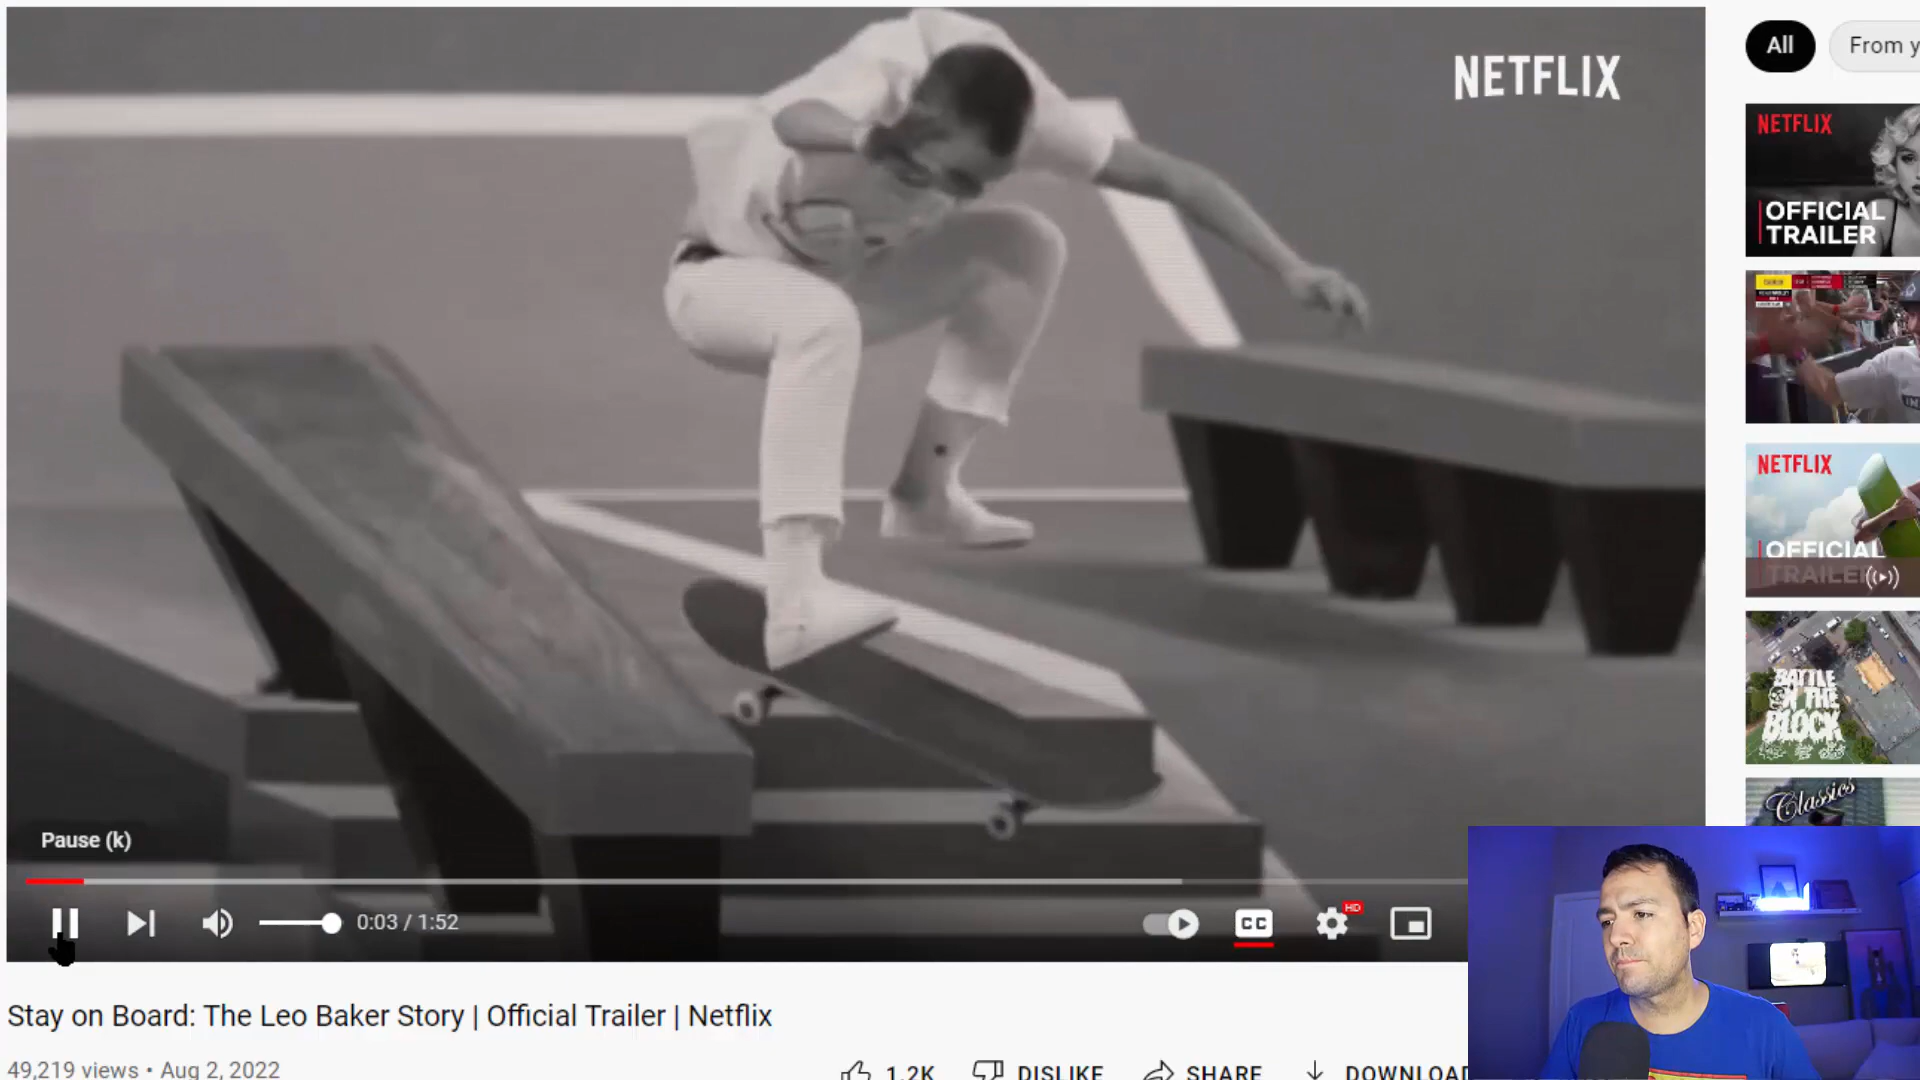 NETFLIX
All
From y
NETFLIX
OFFICIAL
TRAILER
NETFLIX
OFFICIAL
TRAILER
BATTLE
ON THE
BLOCK
Classics
Pause (k)
0:03 / 1:52
CC
HD
Stay on Board: The Leo Baker Story | Official Trailer | Netflix
49,219 views • Aug 2, 2022
1.2K
DISLIKE
SHARE
DOWNLOAD